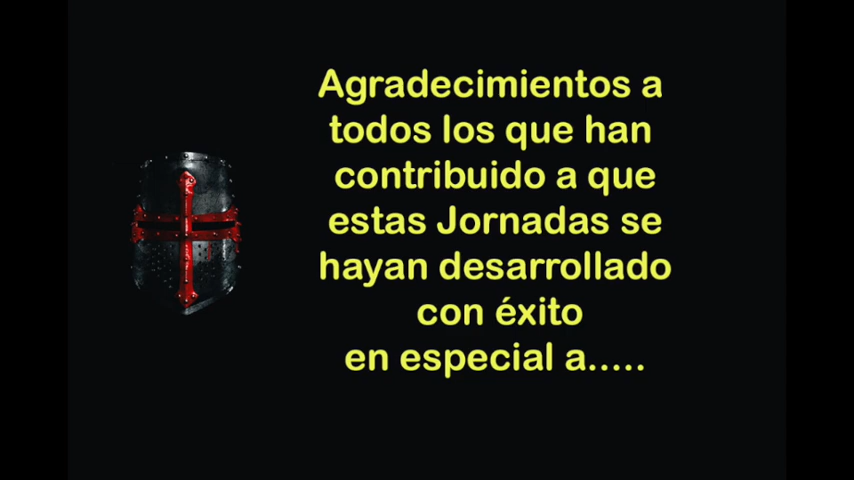 Agradecimientos a
todos los que han
contribuido a que
estas Jornadas se
hayan desarrollado
con éxito
en especial a.....